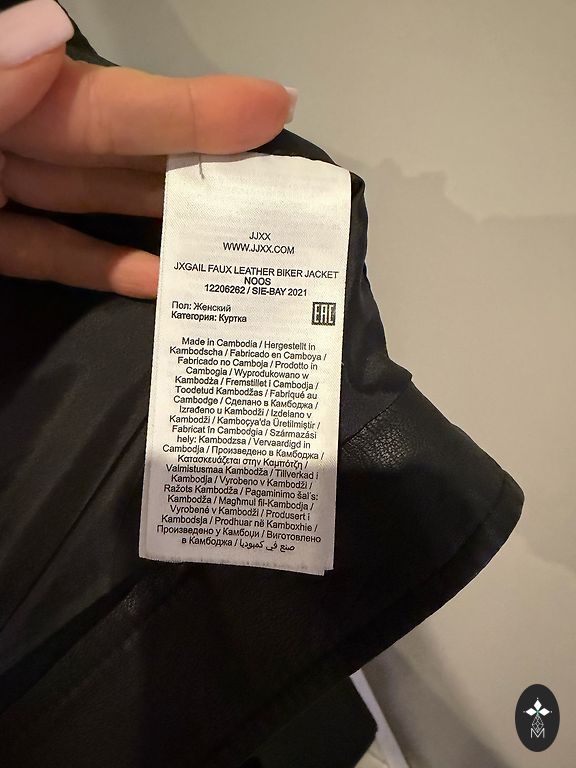 JJXX
WWW.JJXX.COM
JXGAIL FAUX LEATHER BIKER JACKET
NOOS
12206262 / SIE-BAY 2021
Пол: Женский
Категория: Куртка
EAC
Made in Cambodia / Hergestellt in
Kambodscha / Fabricado en Camboya /
Fabricado no Camboja / Prodotto in
Cambogia / Wyprodukowano w
Kambodża / Fremstillet i Cambodja /
Toodetud Kambodžas / Fabriqué au
Cambodge / Сделано в Камбоджа /
Izrađeno u Kambodži / Izdelano v
Kambodži / Kamboçya'da Üretilmiştir /
Fabricat în Cambodgia / Származási
hely: Kambodzsa / Vervaardigd in
Cambodja / Произведено в Камбоджа /
Κατασκευάζεται στην Καμπότζη /
Valmistusmaa Kambodža / Tillverkad i
Kambodja / Vyrobeno v Kambodži /
Ražots Kambodža / Pagaminimo šal's:
Kambodža / Magħmul fil-Kambodja /
Vyrobené v Kambodži / Produsert i
Kambodsja / Prodhuar në Kamboxhie /
Произведено у Камбоџи / Виготовлено
в Камбоджа / صنع في كمبوديا
M